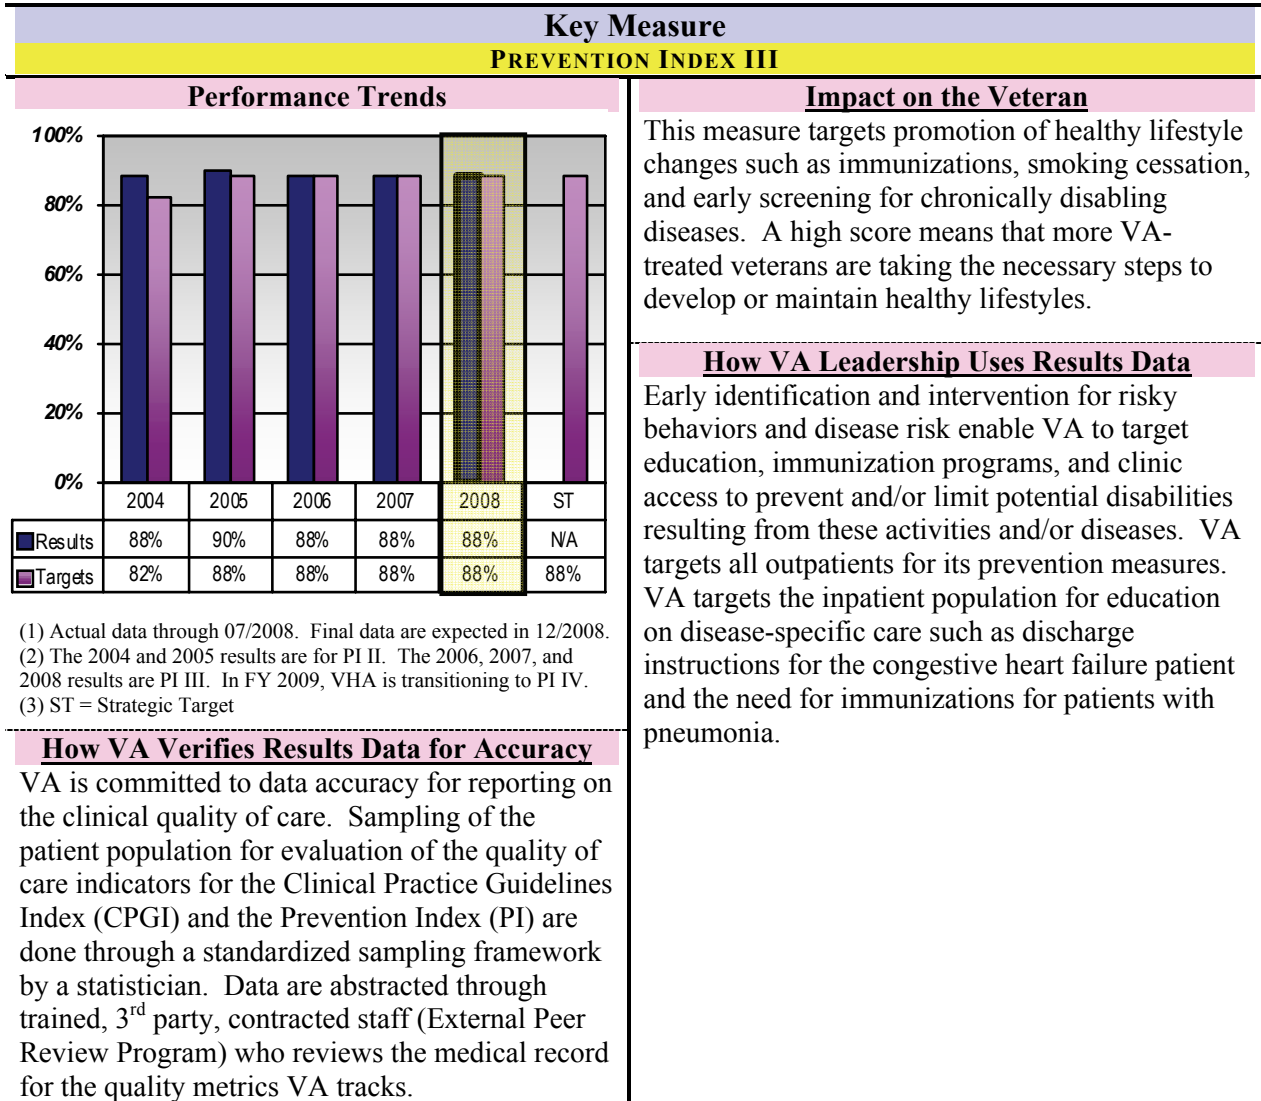 Key Measure
PREVENTION INDEX III
Performance Trends
100%
80%
60%
40%
20%
0%
2004 2005 2006 2007 2008 ST
Results 88% 90% 88% 88% 88% N/A
Targets 82% 88% 88% 88% 88% 88%
(1) Actual data through 07/2008.  Final data are expected in 12/2008.
(2) The 2004 and 2005 results are for PI II.  The 2006, 2007, and
2008 results are PI III.  In FY 2009, VHA is transitioning to PI IV.
(3) ST = Strategic Target
How VA Verifies Results Data for Accuracy
VA is committed to data accuracy for reporting on
the clinical quality of care.  Sampling of the
patient population for evaluation of the quality of
care indicators for the Clinical Practice Guidelines
Index (CPGI) and the Prevention Index (PI) are
done through a standardized sampling framework
by a statistician.  Data are abstracted through
trained, 3rd party, contracted staff (External Peer
Review Program) who reviews the medical record
for the quality metrics VA tracks.
Impact on the Veteran
This measure targets promotion of healthy lifestyle
changes such as immunizations, smoking cessation,
and early screening for chronically disabling
diseases.  A high score means that more VA-
treated veterans are taking the necessary steps to
develop or maintain healthy lifestyles.
How VA Leadership Uses Results Data
Early identification and intervention for risky
behaviors and disease risk enable VA to target
education, immunization programs, and clinic
access to prevent and/or limit potential disabilities
resulting from these activities and/or diseases.  VA
targets all outpatients for its prevention measures.
VA targets the inpatient population for education
on disease-specific care such as discharge
instructions for the congestive heart failure patient
and the need for immunizations for patients with
pneumonia.